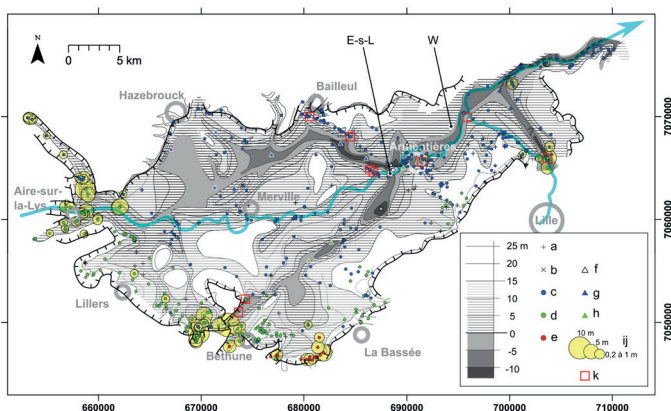 E-s-L
W
N
0
5 km
Hazebrouck
Bailleul
Armentières
Aire-sur-
la-Lys
Merville
Lille
Lillers
Béthune
La Bassée
7070000
7060000
7050000
660000
670000
680000
690000
700000
710000
25 m
20
15
10
5
0
-5
-10
a
b
c
d
e
f
g
h
ij
10 m
5 m
0,2 à 1 m
k